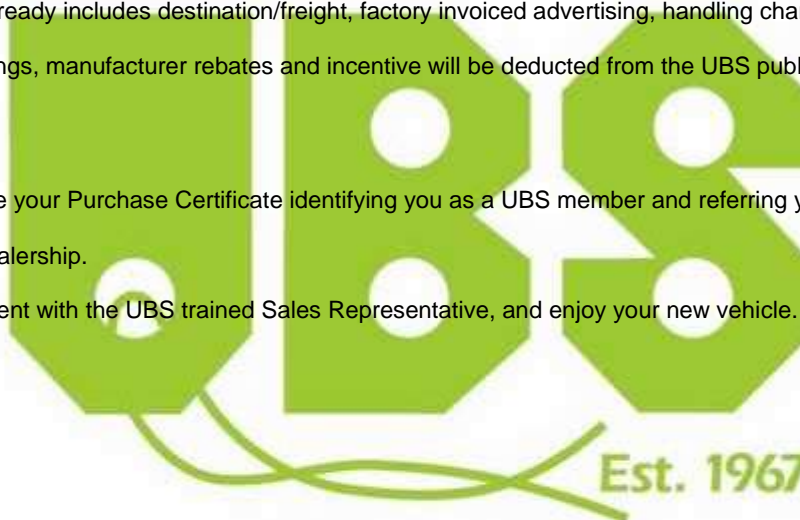 ready includes destination/freight, factory invoiced advertising, handling cha
ngs, manufacturer rebates and incentive will be deducted from the UBS publ
e your Purchase Certificate identifying you as a UBS member and referring y
alership.
ent with the UBS trained Sales Representative, and enjoy your new vehicle.
UBS
Est. 1967